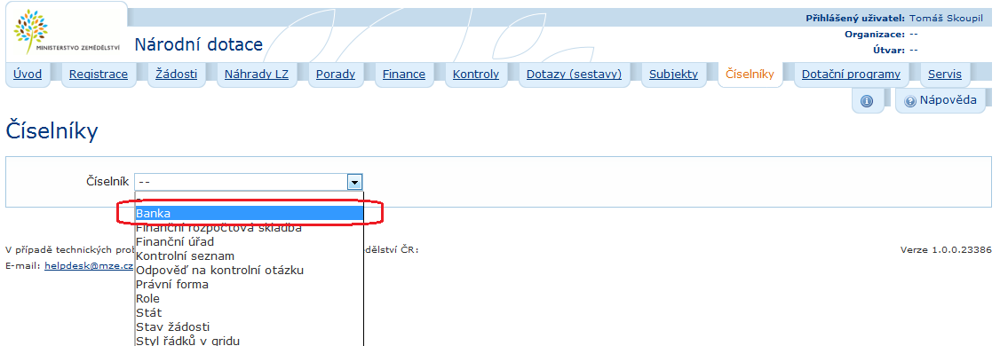 MINISTERSTVO ZEMĚDĚLSTVÍ
Národní dotace
Přihlášený uživatel: Tomáš Skoupil
Organizace: --
Útvar: --
Úvod Registrace Žádosti Náhrady LZ Porady Finance Kontroly Dotazy (sestavy) Subjekty Číselníky Dotační programy Servis
Nápověda
Číselníky
Číselník --
Banka
Finanční rozpočtová skladba
Finanční úřad
Kontrolní seznam
Odpověď na kontrolní otázku
Právní forma
Role
Stát
Stav žádosti
Styl řádků v gridu
V případě technických prob dělství ČR:
E-mail: helpdesk@mze.cz
Verze 1.0.0.23386